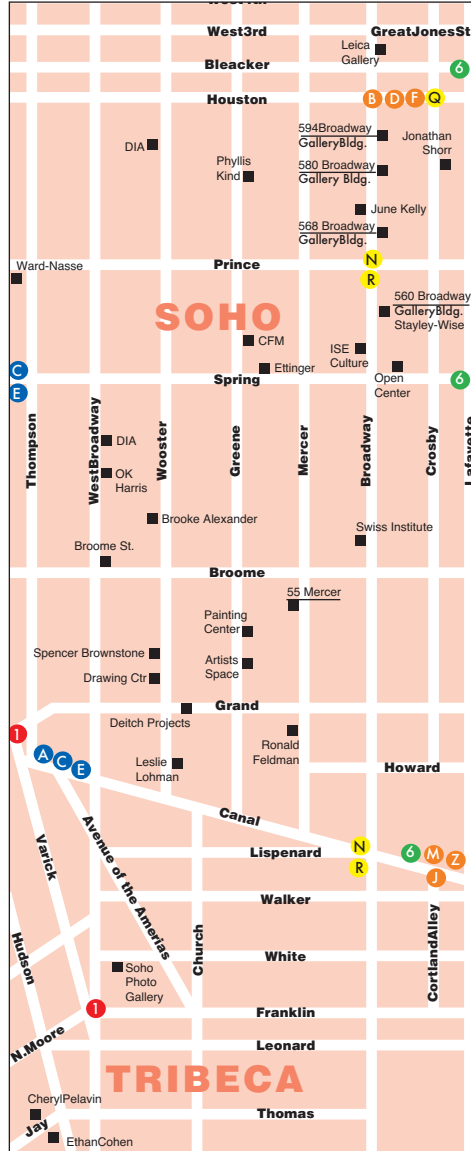 West3rd
GreatJonesSt
Leica
Gallery
Bleacker
6
Houston
B D F Q
594Broadway
GalleryBldg.
DIA
Jonathan
Shorr
Phyllis
Kind
580 Broadway
Gallery Bldg.
June Kelly
568 Broadway
GalleryBldg.
N
Ward-Nasse
Prince
R
560 Broadway
GalleryBldg.
Stayley-Wise
SOHO
CFM
ISE
Culture
C
Ettinger
Open
Center
Spring
6
E
Thompson
WestBroadway
Wooster
Greene
Mercer
Broadway
Crosby
Lafayette
DIA
OK
Harris
Brooke Alexander
Swiss Institute
Broome St.
Broome
55 Mercer
Painting
Center
Spencer Brownstone
Artists
Space
Drawing Ctr
Grand
Deitch Projects
1
Ronald
Feldman
A C E
Leslie
Lohman
Howard
Canal
Varick
Avenue of the Amerias
Lispenard
N
R
6 M Z
J
Walker
Hudson
Church
White
CortlandAlley
Soho
Photo
Gallery
1
Franklin
N.Moore
Leonard
TRIBECA
CherylPelavin
Thomas
Jay
EthanCohen